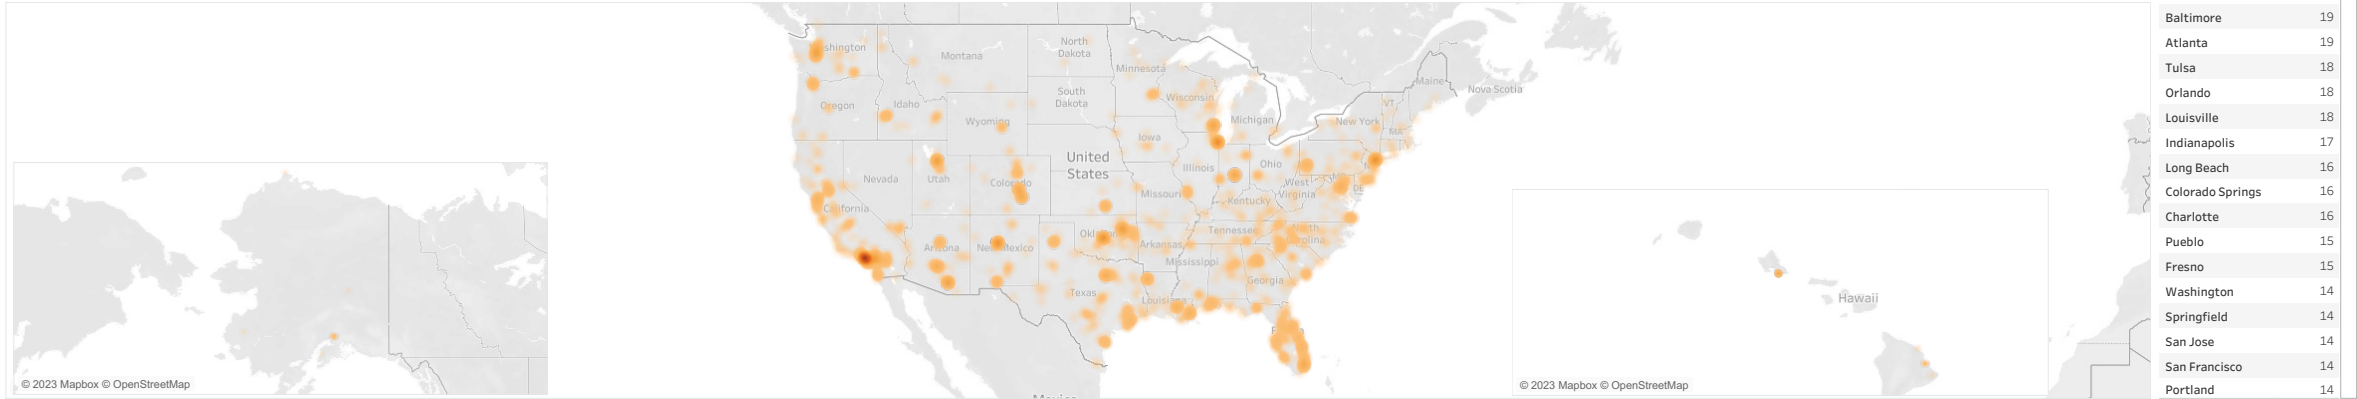 North
Dakota
Montana
Minnesota
Maine
South
Dakota
Wisconsin
Nova Scotia
Oregon
Idaho
VT
Wyoming
Michigan
New York
MA
Iowa
United
States
Illinois
Ohio
Nevada
Utah
Colorado
West
Virginia
DE
Missouri
Kentucky
California
Tennessee
Arkansas
Mississippi
Georgia
Texas
Hawaii
© 2023 Mapbox © OpenStreetMap
© 2023 Mapbox © OpenStreetMap
Baltimore 19
Atlanta 19
Tulsa 18
Orlando 18
Louisville 18
Indianapolis 17
Long Beach 16
Colorado Springs 16
Charlotte 16
Pueblo 15
Fresno 15
Washington 14
Springfield 14
San Jose 14
San Francisco 14
Portland 14